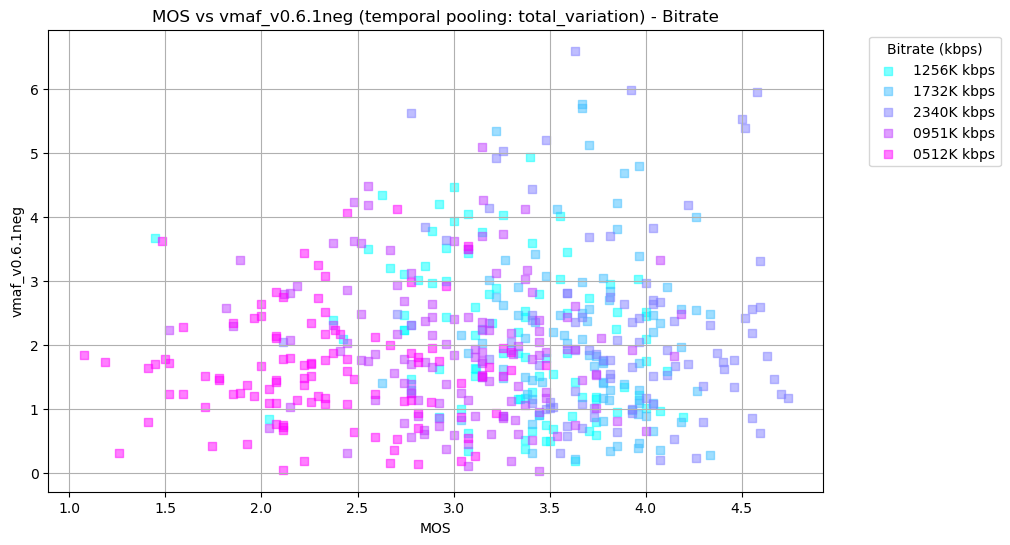 MOS vs vmaf_v0.6.1neg (temporal pooling: total_variation) - Bitrate
Bitrate (kbps)
1256K kbps
1732K kbps
2340K kbps
0951K kbps
0512K kbps
vmaf_v0.6.1neg
6
5
4
3
2
1
0
1.0 1.5 2.0 2.5 3.0 3.5 4.0 4.5
MOS